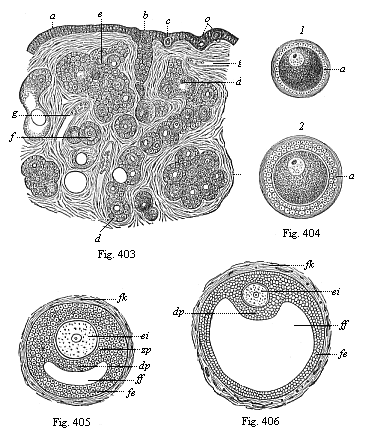 a e b c o
1
g
d
a
g
f
2
a
d
Fig. 403
Fig. 404
fk
ei
zp
dp
ff
fe
Fig. 405
fk
ei
dp
ff
fe
Fig. 406